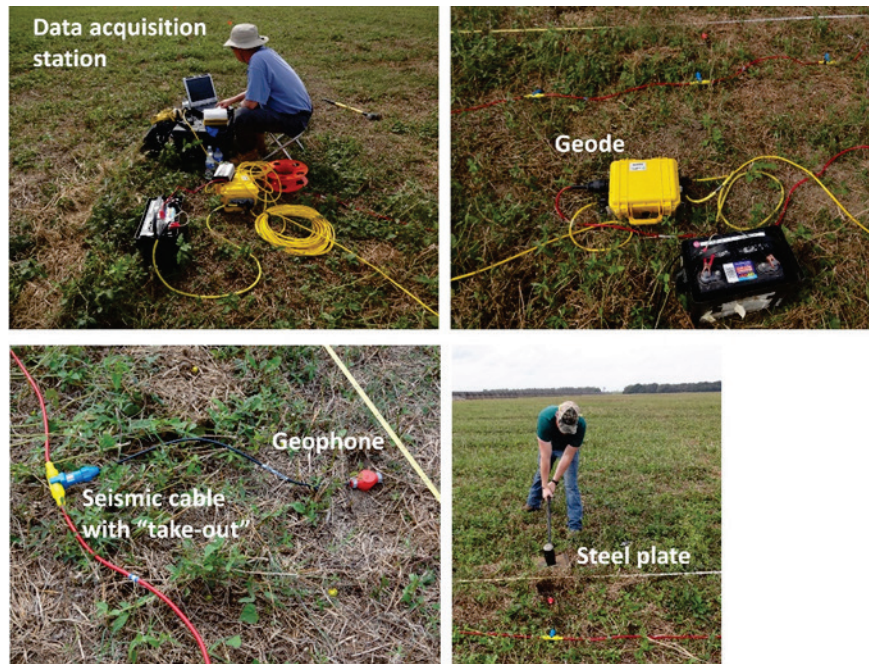 Data acquisition
station
Geode
Geophone
Seismic cable
with “take-out”
Steel plate